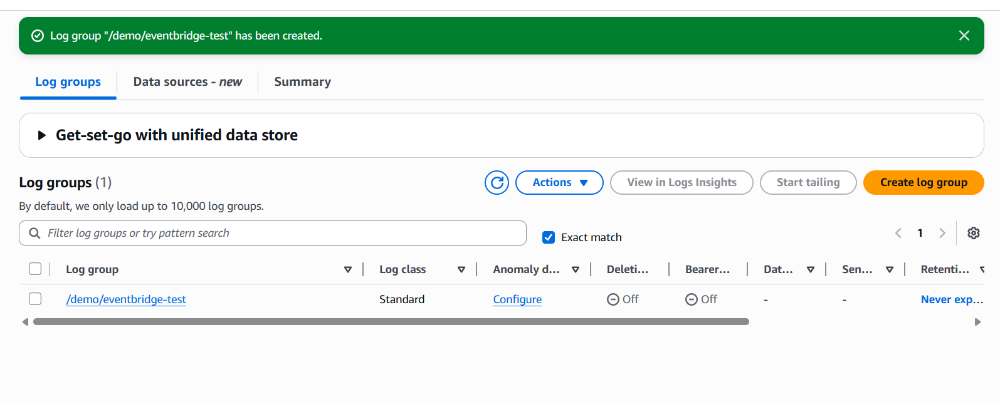 Log group "/demo/eventbridge-test" has been created.
Log groups Data sources - new Summary
Get-set-go with unified data store
Log groups (1) Actions View in Logs Insights Start tailing Create log group
By default, we only load up to 10,000 log groups.
Filter log groups or try pattern search Exact match 1
Log group Log class Anomaly d... Deleti... Bearer... Dat... Sen... Retenti...
/demo/eventbridge-test Standard Configure Off Off - - Never exp...